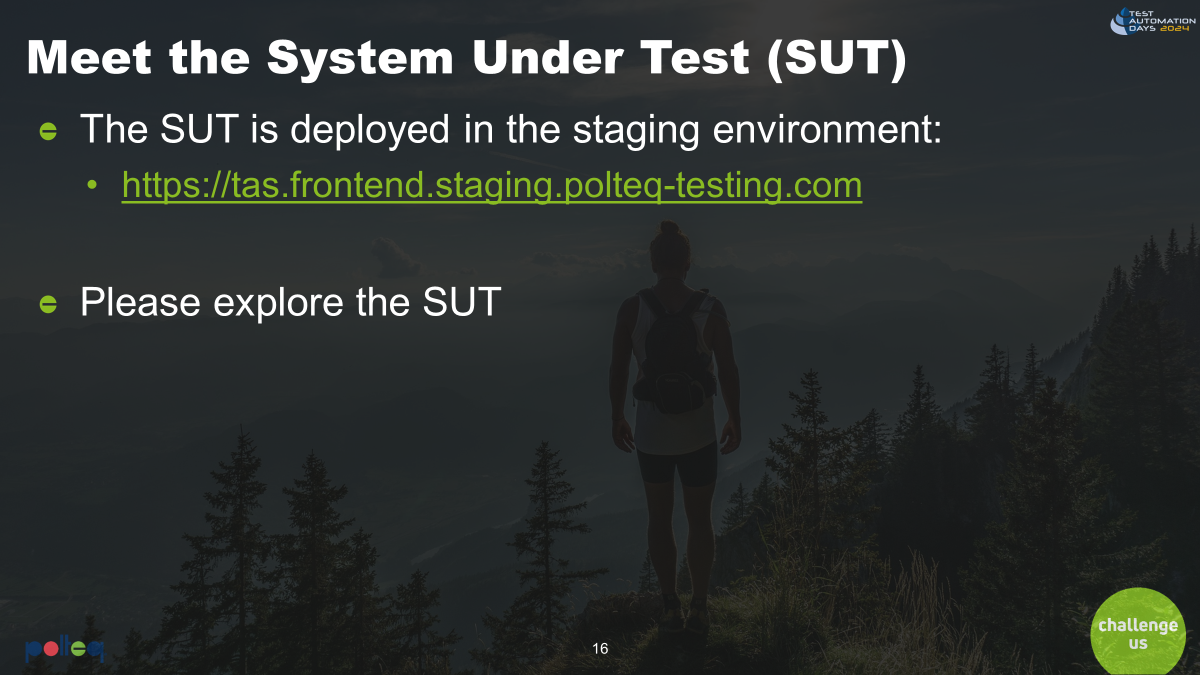 TEST
AUTOMATION
DAYS 2024
Meet the System Under Test (SUT)
The SUT is deployed in the staging environment:
• https://tas.frontend.staging.polteq-testing.com
Please explore the SUT
polteq
16
challenge
us